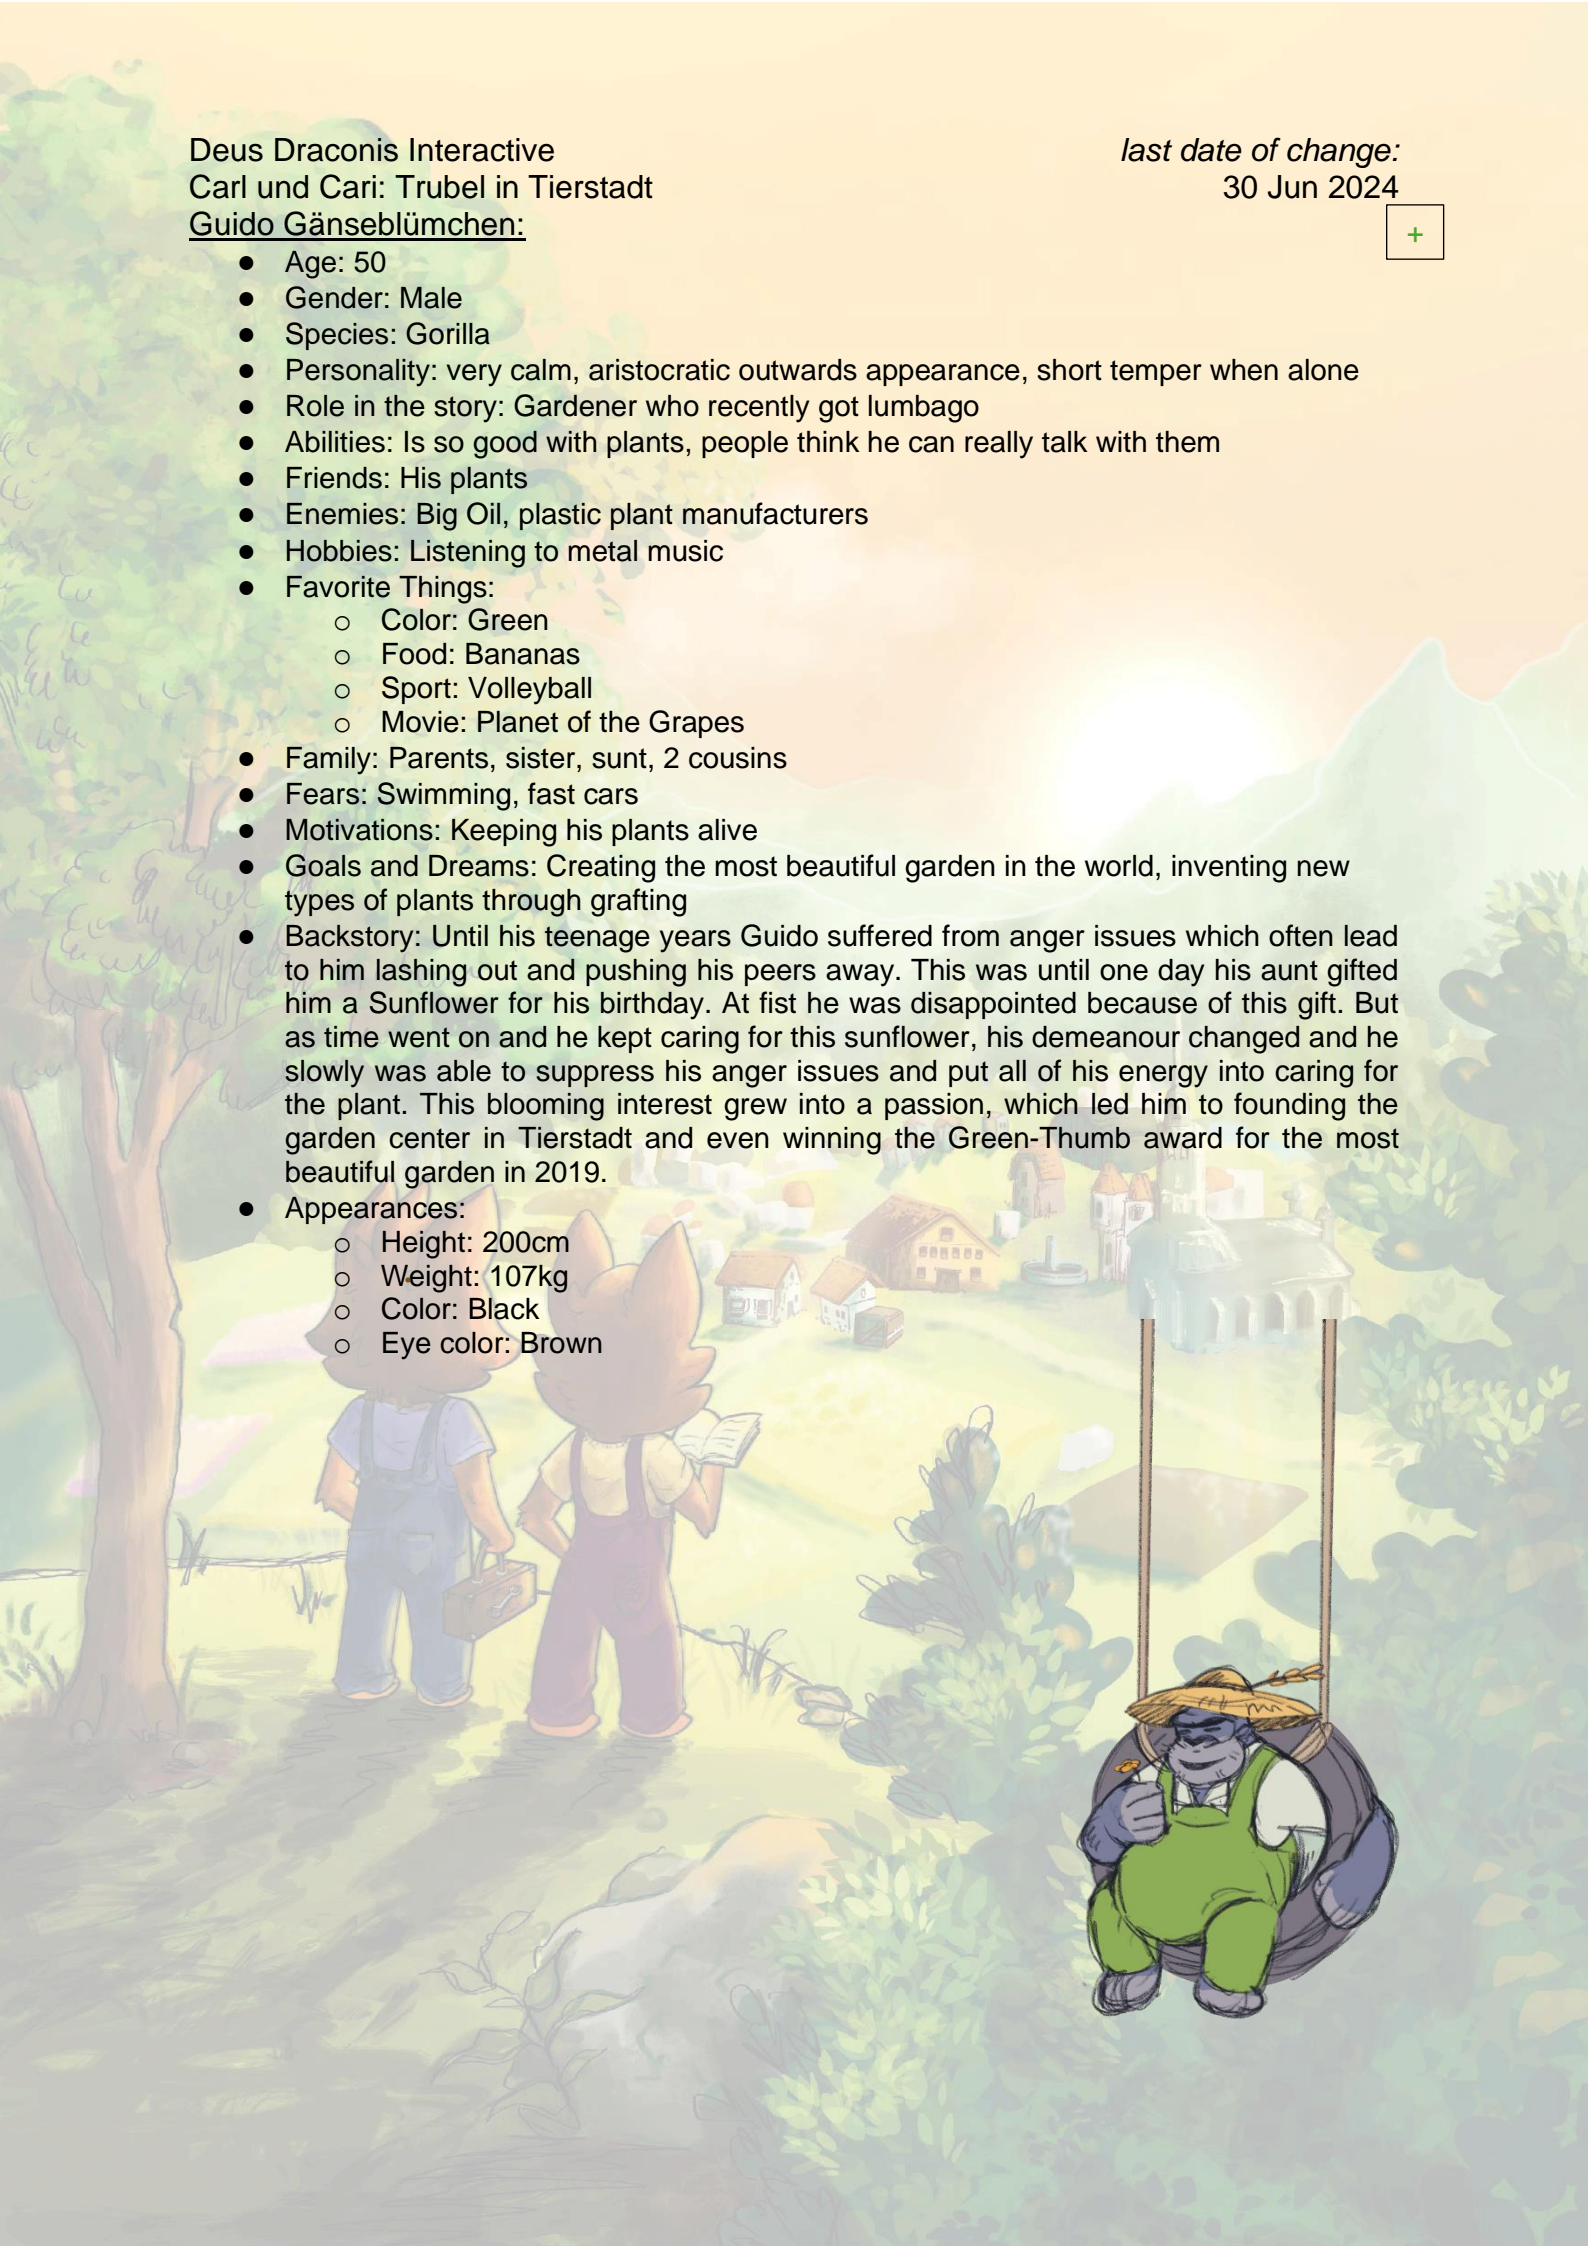 Deus Draconis Interactive
last date of change:
Carl und Cari: Trubel in Tierstadt
30 Jun 2024
Guido Gänseblümchen:
+
● Age: 50
● Gender: Male
● Species: Gorilla
● Personality: very calm, aristocratic outwards appearance, short temper when alone
● Role in the story: Gardener who recently got lumbago
● Abilities: Is so good with plants, people think he can really talk with them
● Friends: His plants
● Enemies: Big Oil, plastic plant manufacturers
● Hobbies: Listening to metal music
● Favorite Things:
○ Color: Green
○ Food: Bananas
○ Sport: Volleyball
○ Movie: Planet of the Grapes
● Family: Parents, sister, sunt, 2 cousins
● Fears: Swimming, fast cars
● Motivations: Keeping his plants alive
● Goals and Dreams: Creating the most beautiful garden in the world, inventing new
types of plants through grafting
● Backstory: Until his teenage years Guido suffered from anger issues which often lead
to him lashing out and pushing his peers away. This was until one day his aunt gifted
him a Sunflower for his birthday. At fist he was disappointed because of this gift. But
as time went on and he kept caring for this sunflower, his demeanour changed and he
slowly was able to suppress his anger issues and put all of his energy into caring for
the plant. This blooming interest grew into a passion, which led him to founding the
garden center in Tierstadt and even winning the Green-Thumb award for the most
beautiful garden in 2019.
● Appearances:
○ Height: 200cm
○ Weight: 107kg
○ Color: Black
○ Eye color: Brown